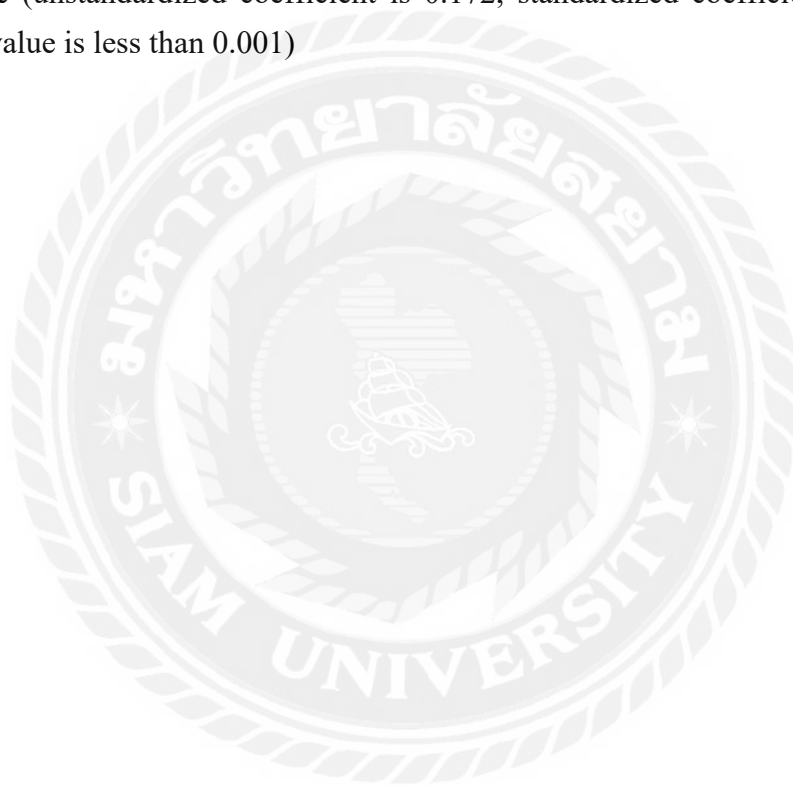 (unstandardized coefficient is 0.172, standardized coefficien
value is less than 0.001)
มหาวิทยาลัยสยาม
SIAM UNIVERSITY